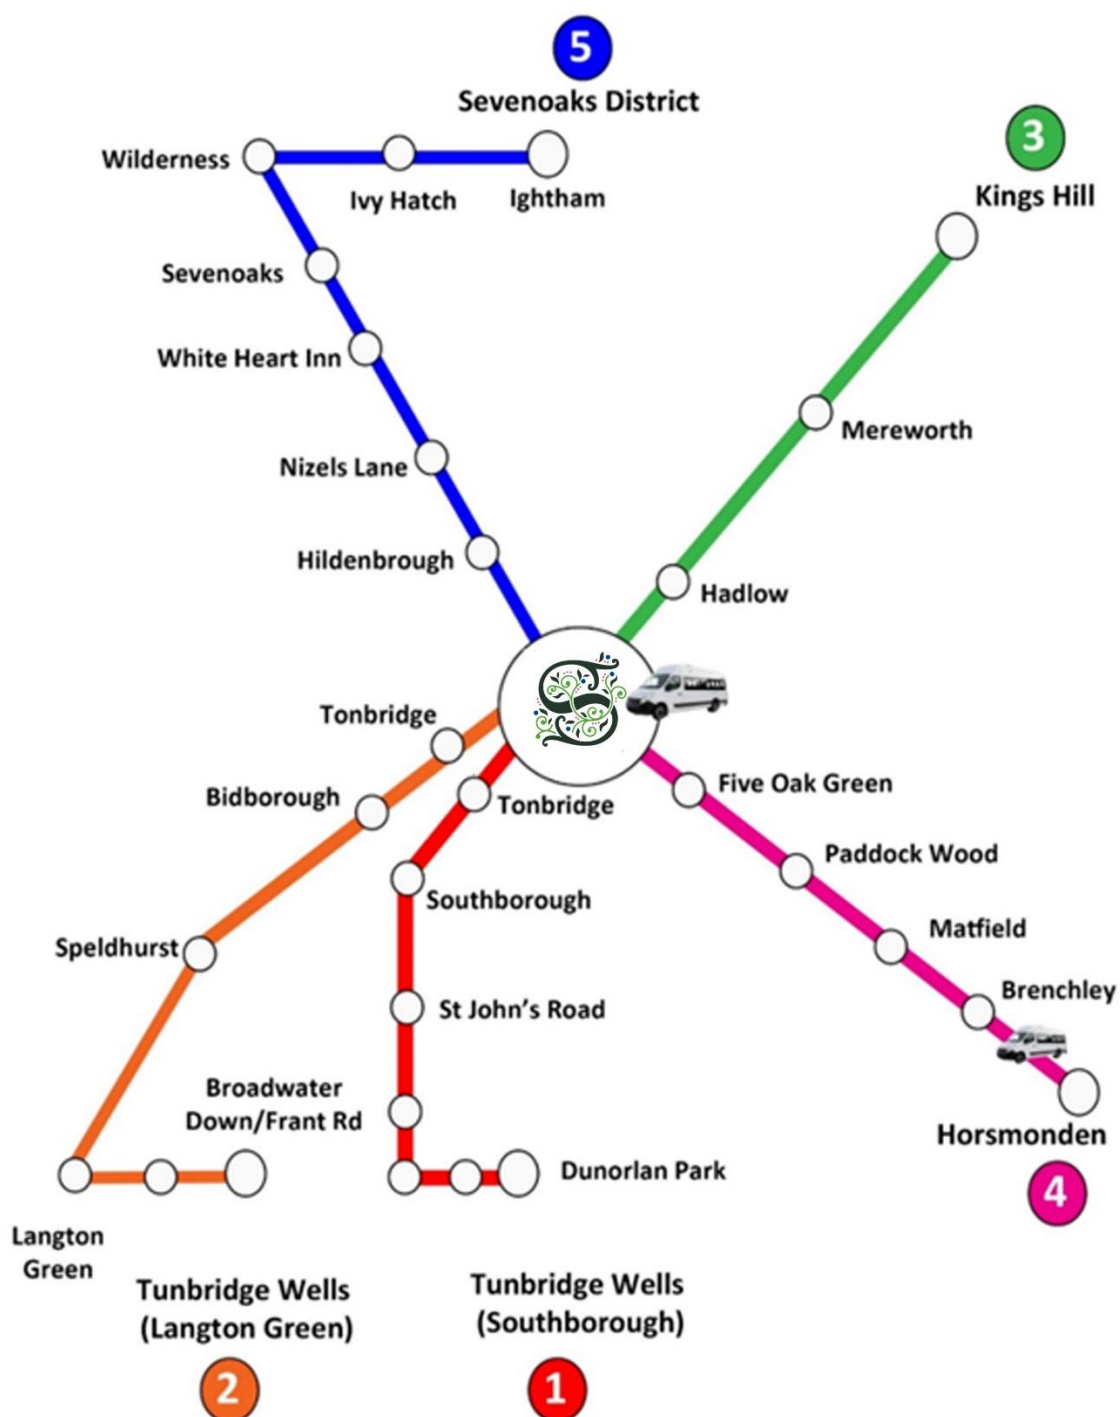 5
Sevenoaks District
3
Kings Hill
Wilderness
Ivy Hatch
Ightham
Sevenoaks
White Heart Inn
Mereworth
Nizels Lane
Hildenbrough
Hadlow
S
Tonbridge
Five Oak Green
Bidborough
Tonbridge
Paddock Wood
Southborough
Matfield
Speldhurst
Brenchley
St John's Road
Broadwater
Down/Frant Rd
Horsmonden
Dunorlan Park
4
Langton
Green
Tunbridge Wells
(Langton Green)
Tunbridge Wells
(Southborough)
2
1